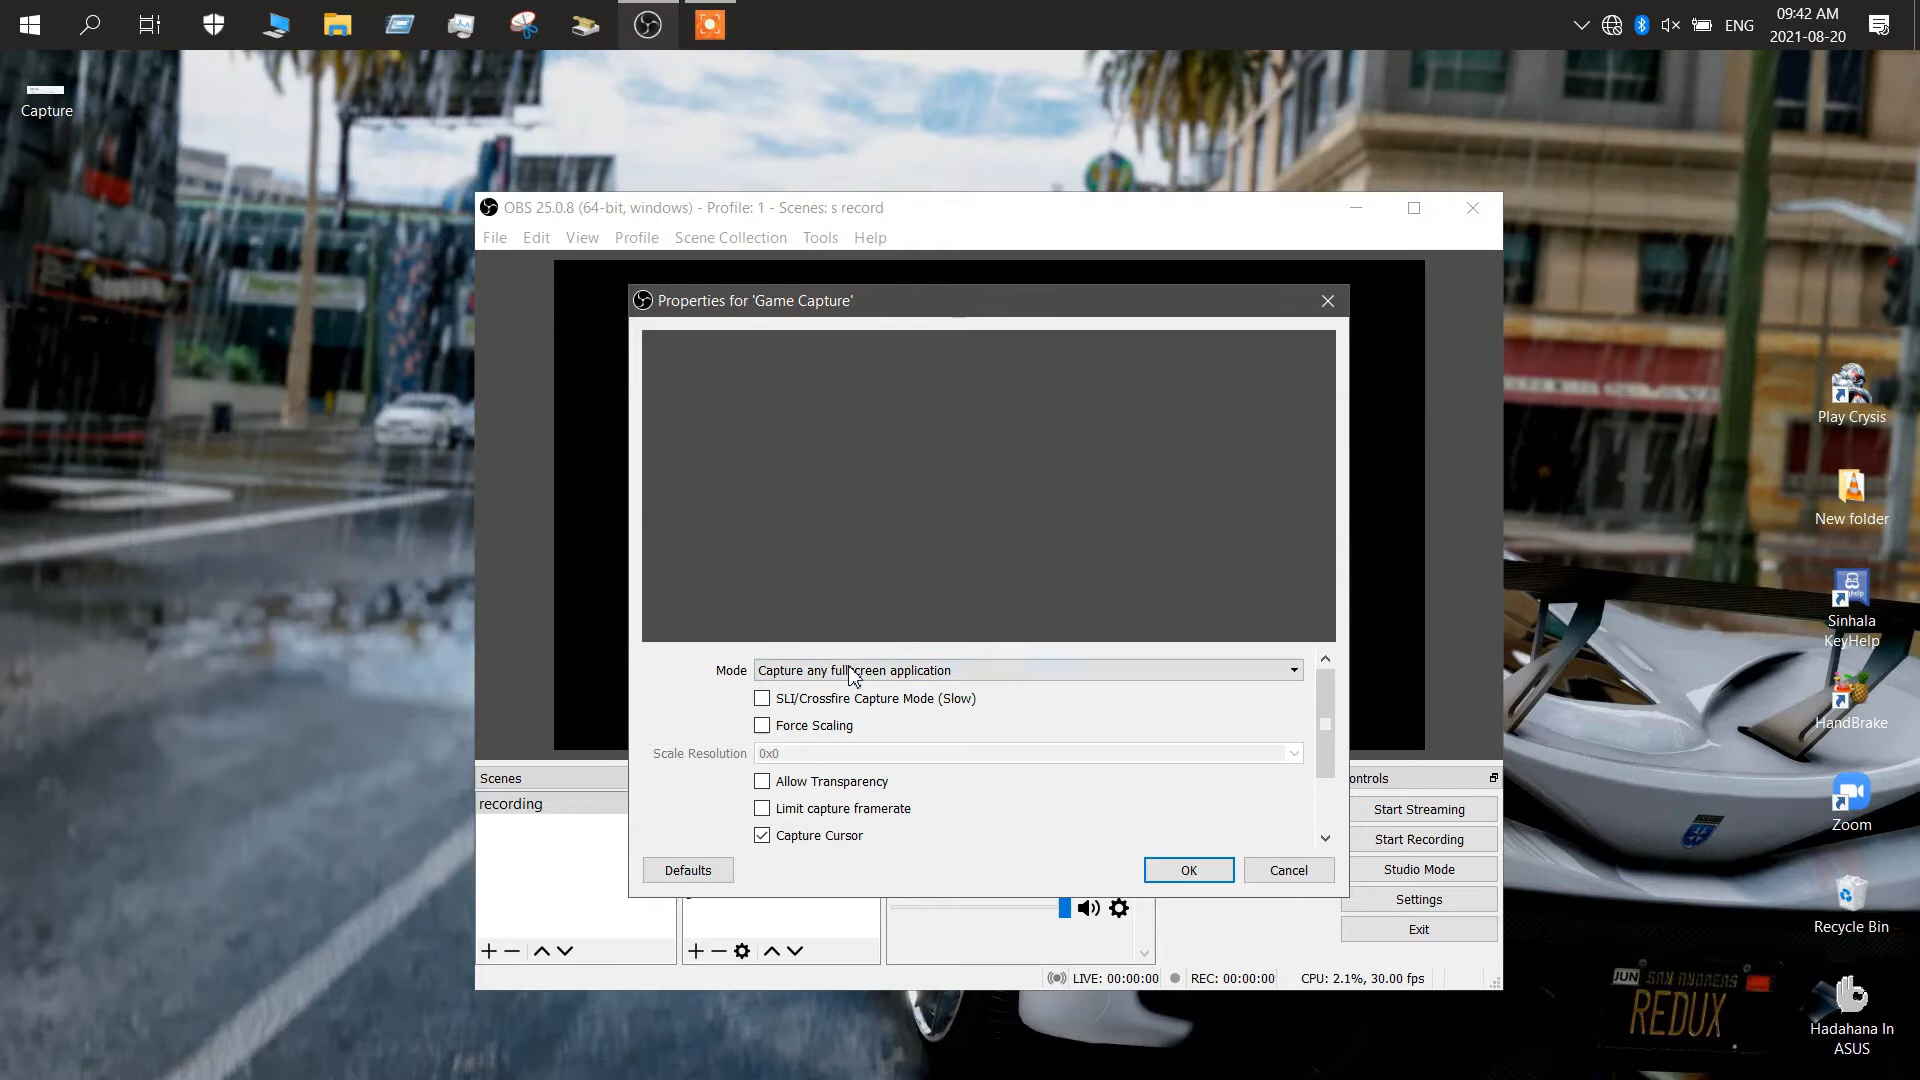 ENG
09:42 AM
2021-08-20
Capture
OBS 25.0.8 (64-bit, windows) - Profile: 1 - Scenes: s record
File Edit View Profile Scene Collection Tools Help
Properties for 'Game Capture'
Mode Capture any fullscreen application
SLI/Crossfire Capture Mode (Slow)
Force Scaling
Scale Resolution 0x0
Allow Transparency
Limit capture framerate
Capture Cursor
Defaults OK Cancel
Scenes
recording
ontrols
Start Streaming
Start Recording
Studio Mode
Settings
Exit
LIVE: 00:00:00 REC: 00:00:00 CPU: 2.1%, 30.00 fps
Play Crysis
New folder
Sinhala
KeyHelp
HandBrake
Zoom
Recycle Bin
Hadahana In
ASUS
JUN SAN ANDREAS
REDUX